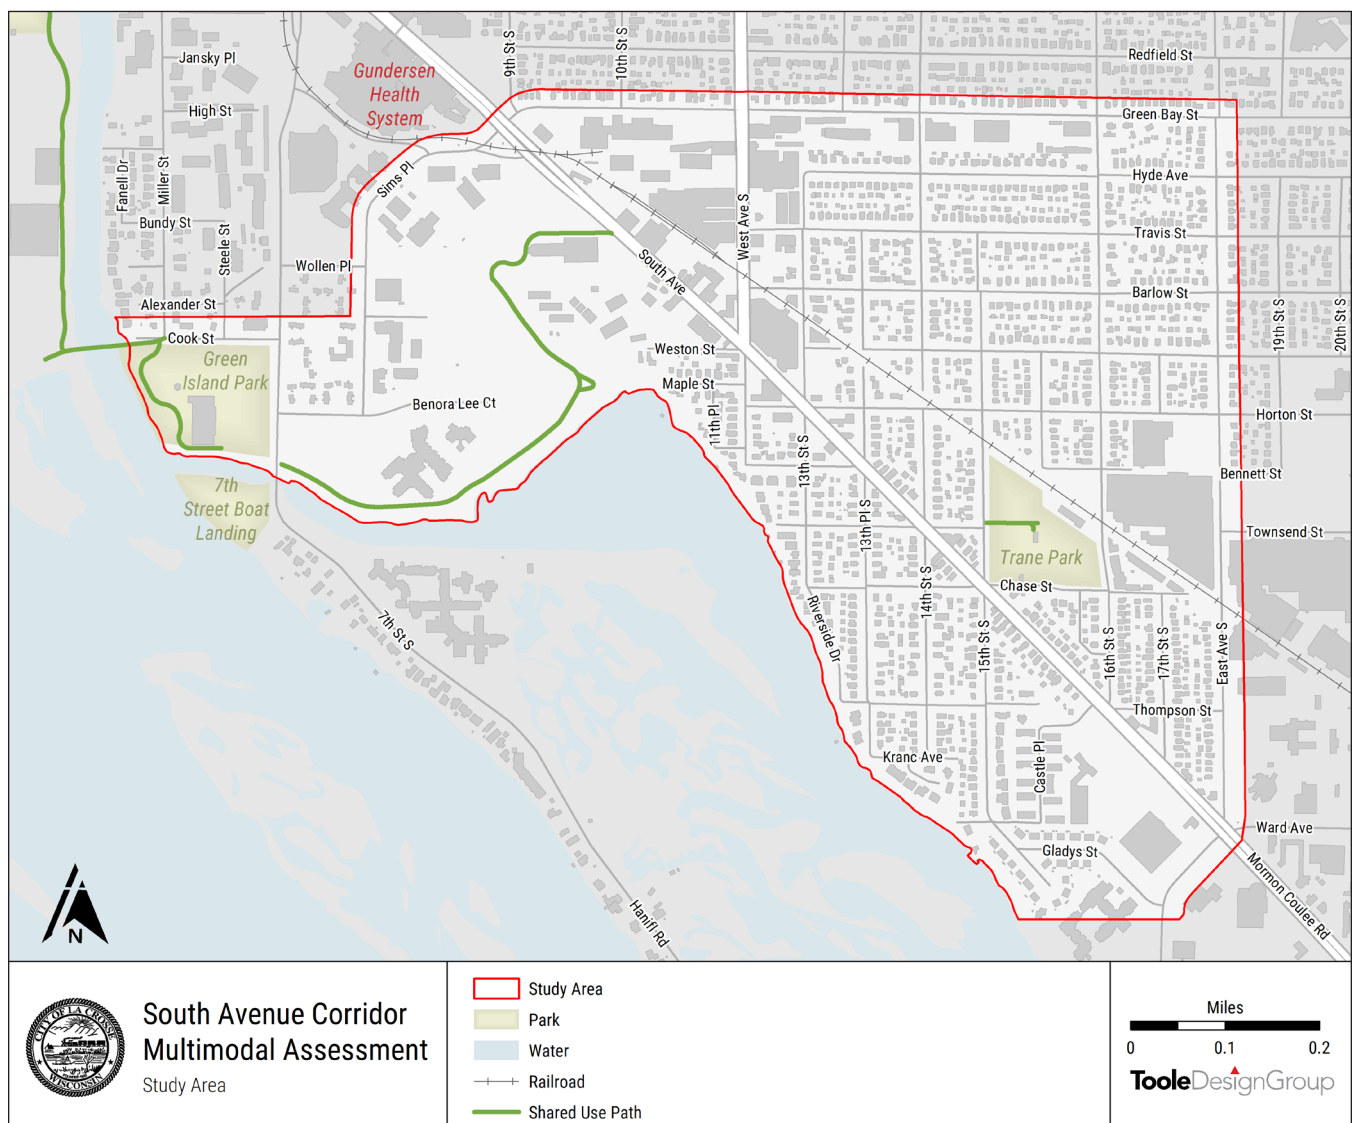 Jansky Pl
High St
Gundersen
Health
System
9th St S
10th St S
Redfield St
Green Bay St
Hyde Ave
Travis St
Barlow St
Farnell Dr
Miller St
Bundy St
Steele St
Sims Pl
Wollen Pl
Alexander St
Cook St
Green
Island Park
West Ave S
South Ave
Weston St
Maple St
11th Pl
Benora Lee Ct
19th St S
20th St S
Horton St
Bennett St
Townsend St
7th
Street Boat
Landing
13th St S
13th Pl S
14th St S
15th St S
Trane Park
Chase St
16th St S
17th St S
East Ave S
7th St S
Riverside Dr
Thompson St
Kranc Ave
Castle Pl
Gladys St
Ward Ave
Mormon Coulee Rd
Hanifl Rd
N
CITY OF LA CROSSE
WISCONSIN
South Avenue Corridor
Multimodal Assessment
Study Area
Study Area
Park
Water
Railroad
Shared Use Path
Miles
0 0.1 0.2
TooleDesignGroup